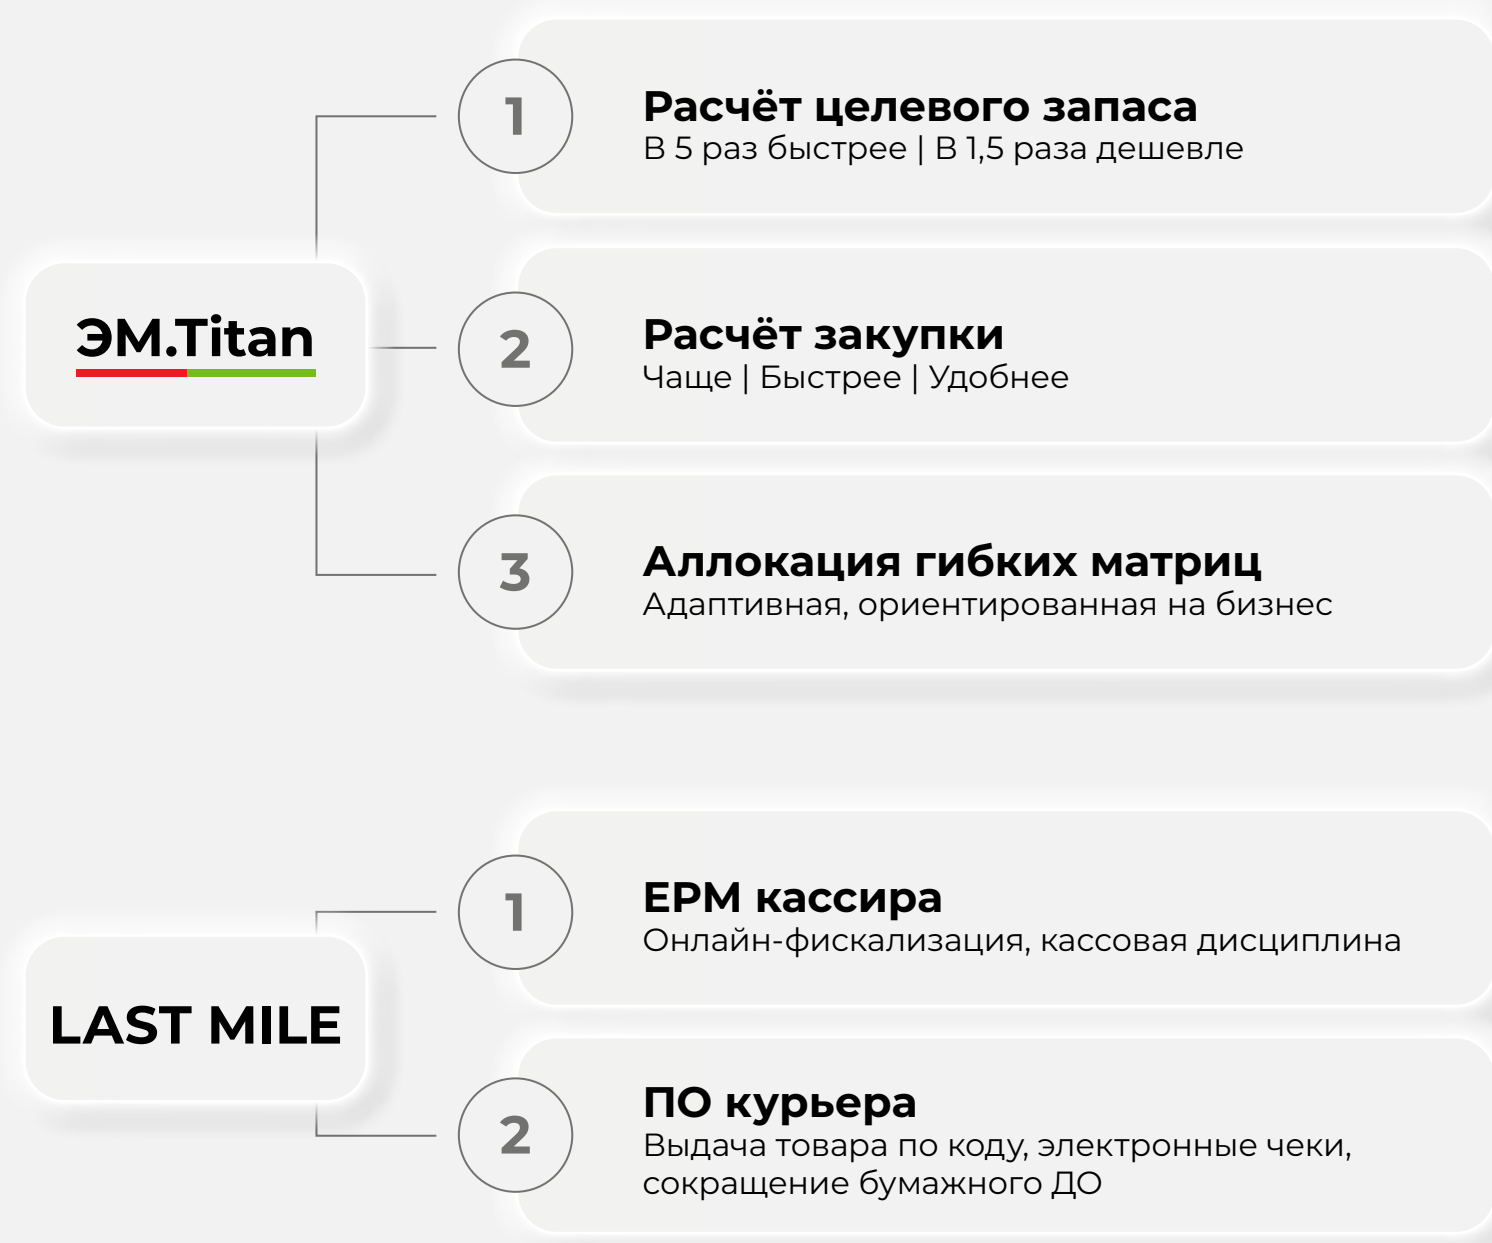 ЭМ.Titan
1
Расчёт целевого запаса
В 5 раз быстрее | В 1,5 раза дешевле
2
Расчёт закупки
Чаще | Быстрее | Удобнее
3
Аллокация гибких матриц
Адаптивная, ориентированная на бизнес
LAST MILE
1
ЕРМ кассира
Онлайн-фискализация, кассовая дисциплина
2
ПО курьера
Выдача товара по коду, электронные чеки,
сокращение бумажного ДО